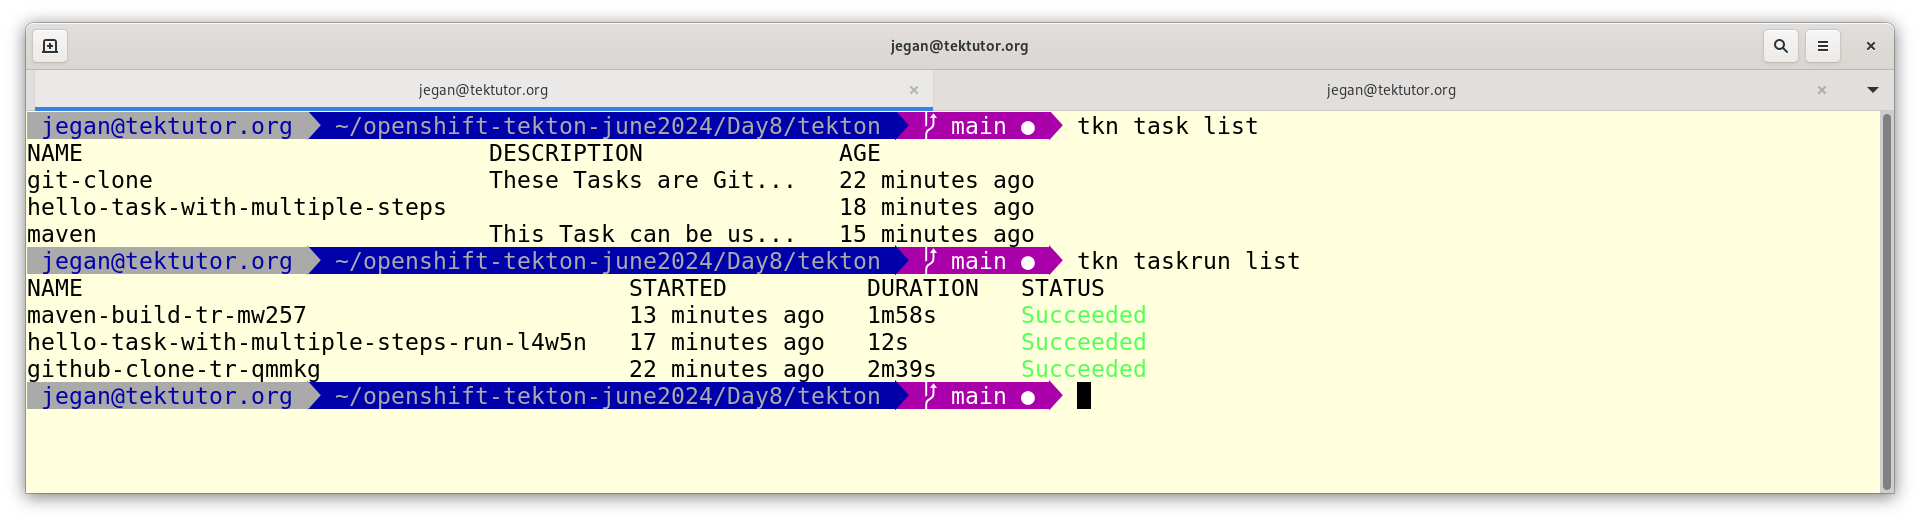 jegan@tektutor.org
jegan@tektutor.org
jegan@tektutor.org
jegan@tektutor.org ~/openshift-tekton-june2024/Day8/tekton main ● tkn task list
NAME DESCRIPTION AGE
git-clone These Tasks are Git... 22 minutes ago
hello-task-with-multiple-steps 18 minutes ago
maven This Task can be us... 15 minutes ago
jegan@tektutor.org ~/openshift-tekton-june2024/Day8/tekton main ● tkn taskrun list
NAME STARTED DURATION STATUS
maven-build-tr-mw257 13 minutes ago 1m58s Succeeded
hello-task-with-multiple-steps-run-l4w5n 17 minutes ago 12s Succeeded
github-clone-tr-qmmkg 22 minutes ago 2m39s Succeeded
jegan@tektutor.org ~/openshift-tekton-june2024/Day8/tekton main ●